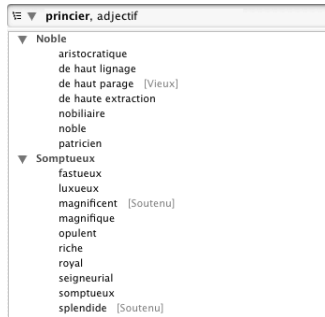 princier, adjectif
Noble
aristocratique
de haut lignage
de haut parage [Vieux]
de haute extraction
nobiliaire
noble
patricien
Somptueux
fastueux
luxueux
magnificent [Soutenu]
magnifique
opulent
riche
royal
seigneurial
somptueux
splendide [Soutenu]